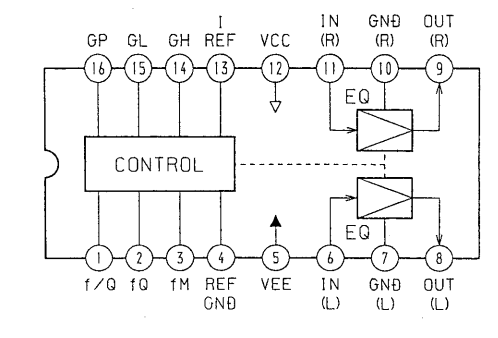 I IN GND OUT
GP GL GH REF VCC (R) (R) (R)
16 15 14 13 12 11 10 9
EQ
CONTROL
EQ
1 2 3 4 5 6 7 8
f/Q fQ fM REF VEE IN GND OUT
GND (L) (L) (L)